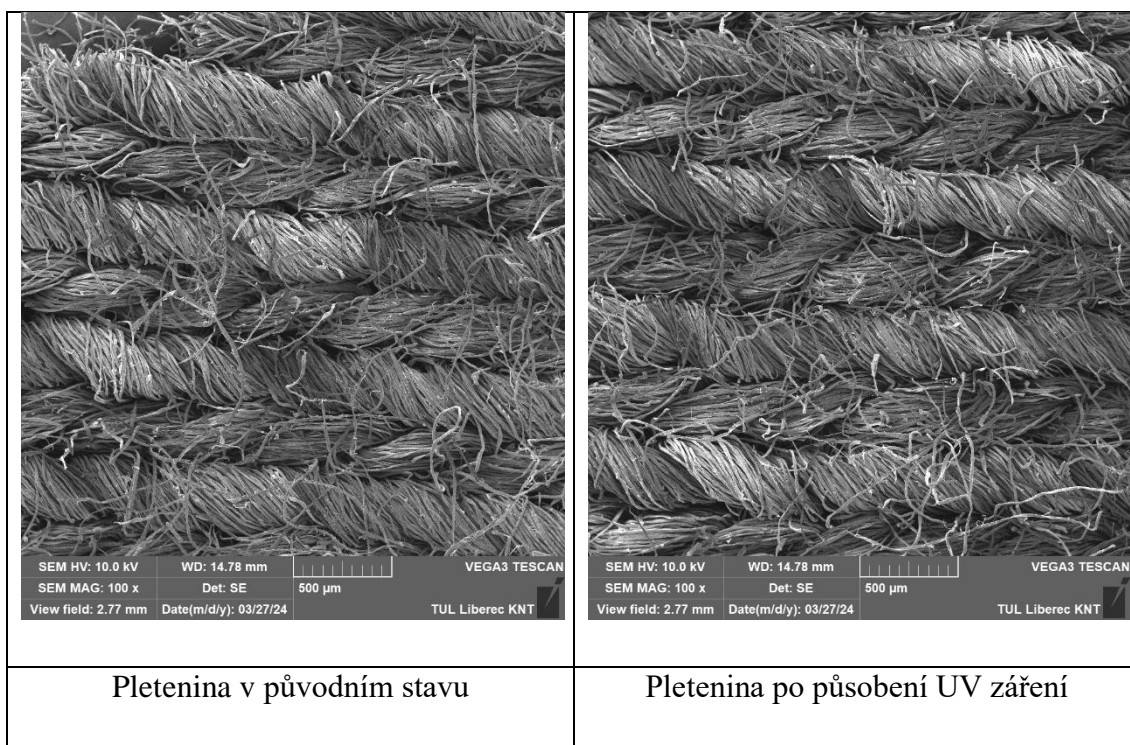 SEM HV: 10.0 kV WD: 14.78 mm VEGA3 TESCAN
SEM MAG: 100 x Det: SE 500 µm
View field: 2.77 mm Date(m/d/y): 03/27/24 TUL Liberec KNT
SEM HV: 10.0 kV WD: 14.78 mm VEGA3 TESCAN
SEM MAG: 100 x Det: SE 500 µm
View field: 2.77 mm Date(m/d/y): 03/27/24 TUL Liberec KNT
Pletenina v původním stavu
Pletenina po působení UV záření